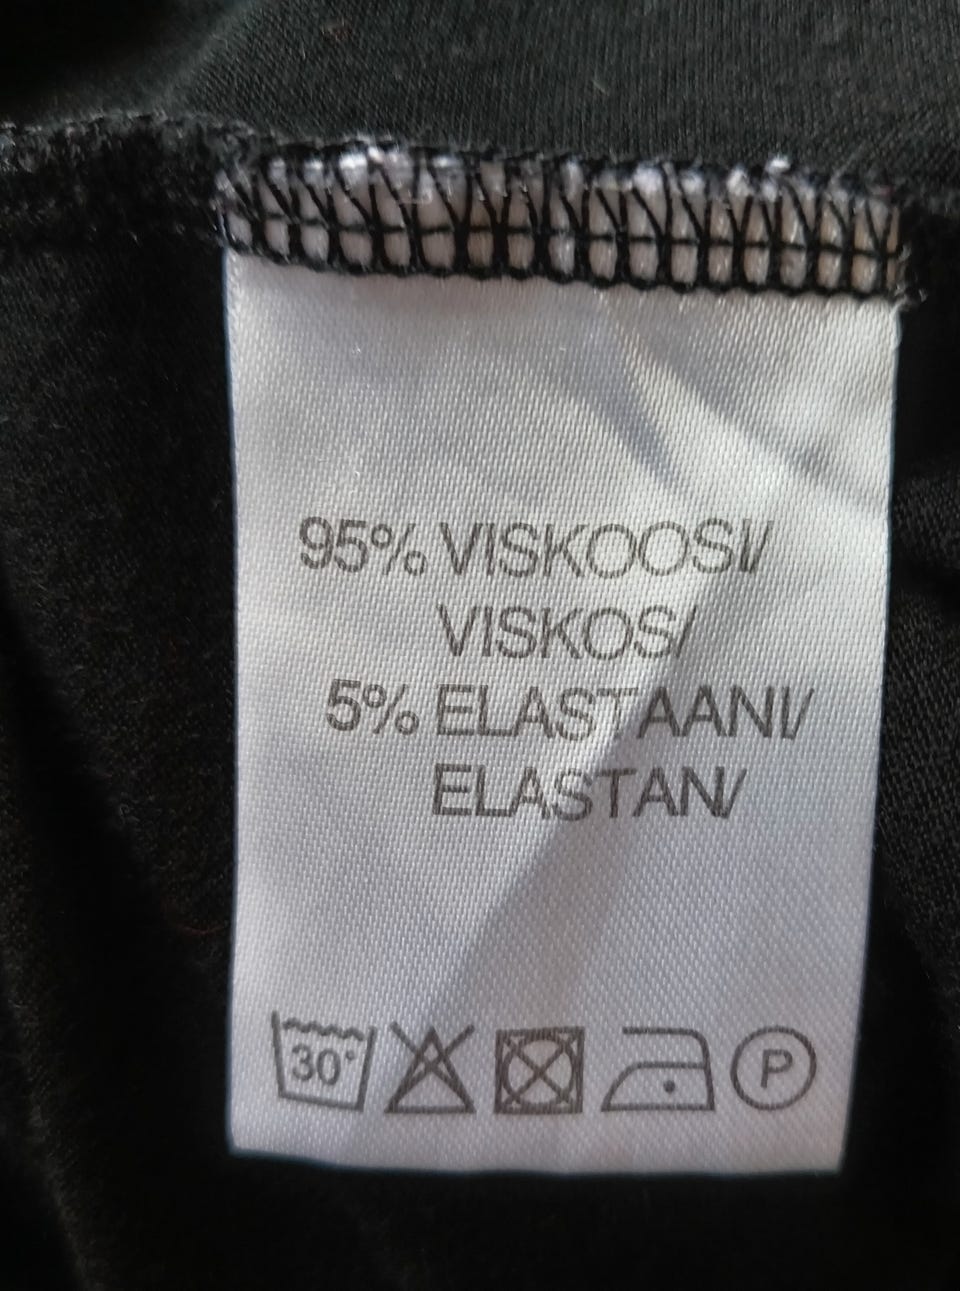 95% VISKOOSI/
VISKOS/
5% ELASTAANI/
ELASTAN/
30° P